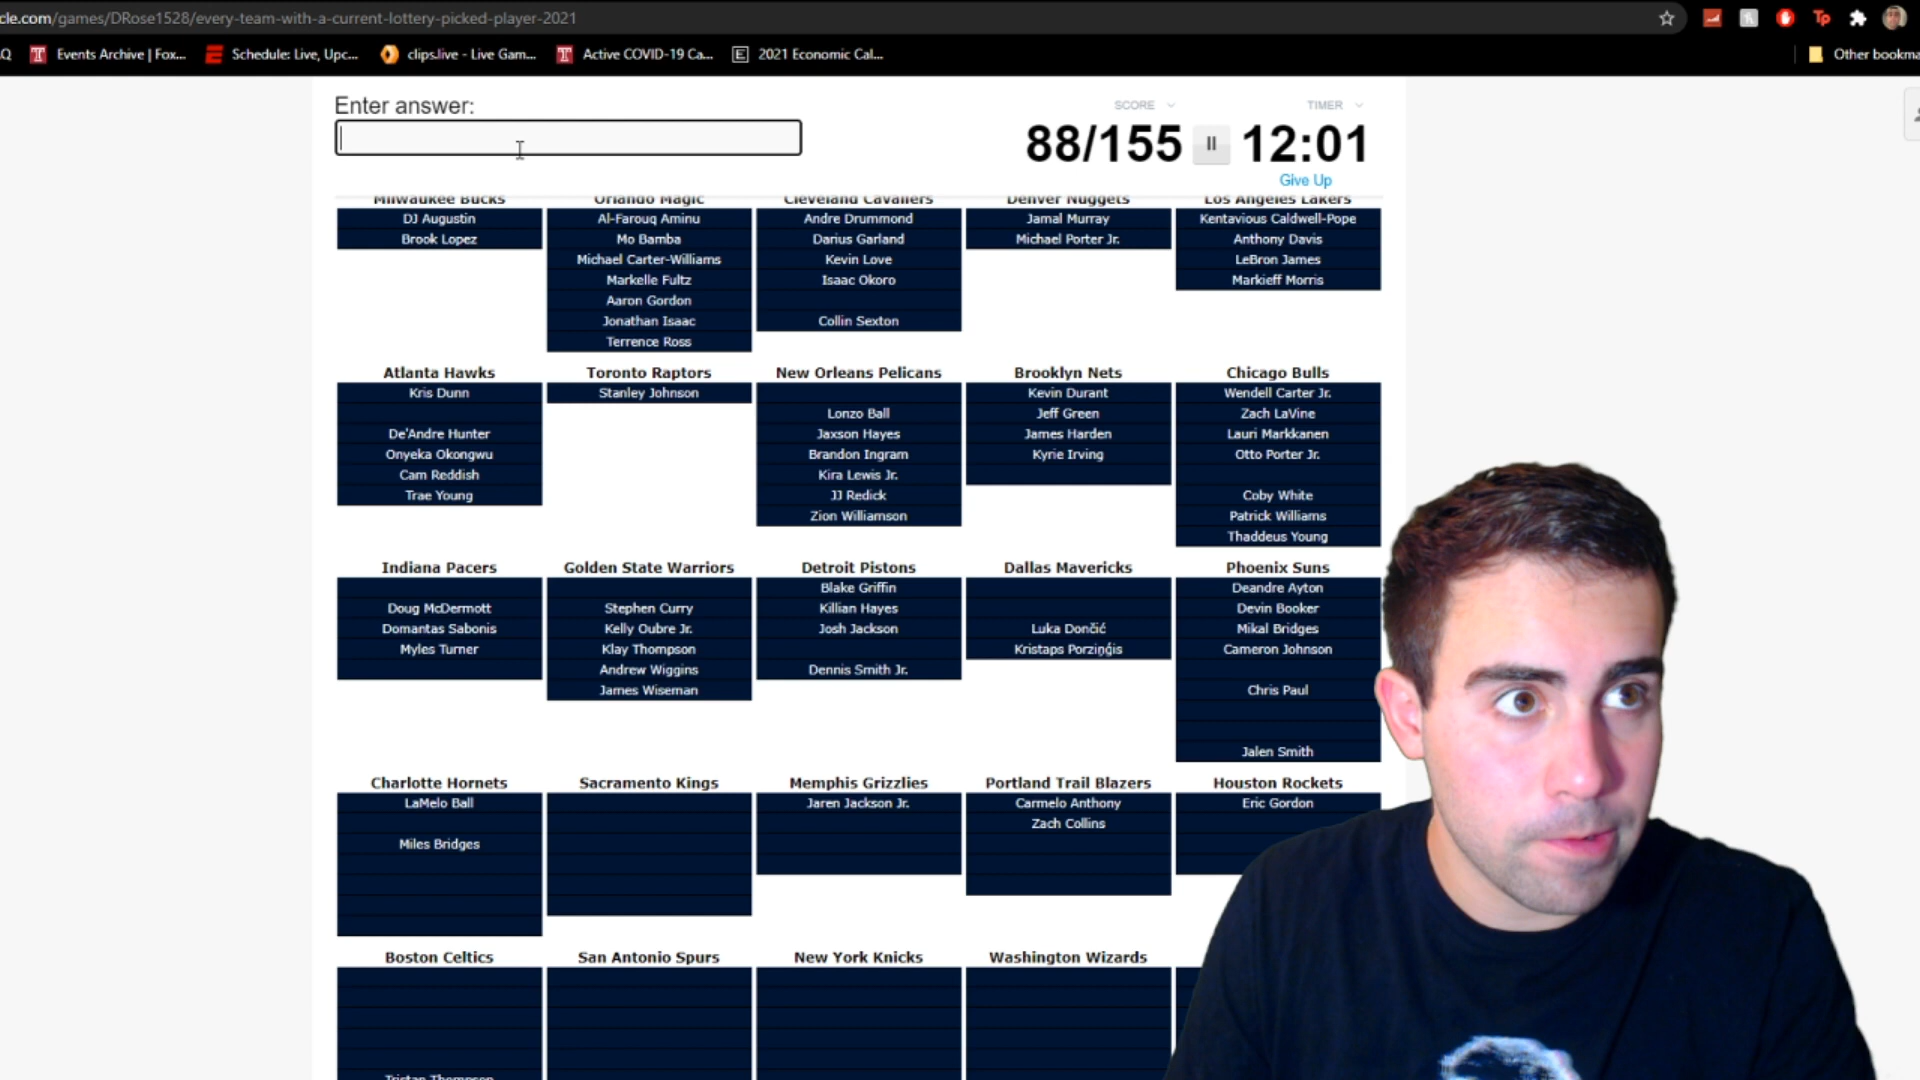 cle.com/games/DRose1528/every-team-with-a-current-lottery-picked-player-2021
Q Events Archive | Fox... Schedule: Live, Upc... clips.live - Live Gam... Active COVID-19 Ca... E 2021 Economic Cal... Other bookma
Enter answer:
SCORE TIMER
88/155 12:01
Give Up
Milwaukee Bucks Orlando Magic Cleveland Cavaliers Denver Nuggets Los Angeles Lakers
DJ Augustin Al-Farouq Aminu Andre Drummond Jamal Murray Kentavious Caldwell-Pope
Brook Lopez Mo Bamba Darius Garland Michael Porter Jr. Anthony Davis
Michael Carter-Williams Kevin Love LeBron James
Markelle Fultz Isaac Okoro Markieff Morris
Aaron Gordon
Jonathan Isaac Collin Sexton
Terrence Ross
Atlanta Hawks Toronto Raptors New Orleans Pelicans Brooklyn Nets Chicago Bulls
Kris Dunn Stanley Johnson Kevin Durant Wendell Carter Jr.
Lonzo Ball Jeff Green Zach LaVine
De'Andre Hunter Jaxson Hayes James Harden Lauri Markkanen
Onyeka Okongwu Brandon Ingram Kyrie Irving Otto Porter Jr.
Cam Reddish Kira Lewis Jr.
Trae Young JJ Redick Coby White
Zion Williamson Patrick Williams
Thaddeus Young
Indiana Pacers Golden State Warriors Detroit Pistons Dallas Mavericks Phoenix Suns
Blake Griffin Deandre Ayton
Doug McDermott Stephen Curry Killian Hayes Devin Booker
Domantas Sabonis Kelly Oubre Jr. Josh Jackson Luka Dončić Mikal Bridges
Myles Turner Klay Thompson Kristaps Porziņģis Cameron Johnson
Andrew Wiggins Dennis Smith Jr.
James Wiseman Chris Paul
Jalen Smith
Charlotte Hornets Sacramento Kings Memphis Grizzlies Portland Trail Blazers Houston Rockets
LaMelo Ball Jaren Jackson Jr. Carmelo Anthony Eric Gordon
Zach Collins
Miles Bridges
Boston Celtics San Antonio Spurs New York Knicks Washington Wizards
Tristan Thompson